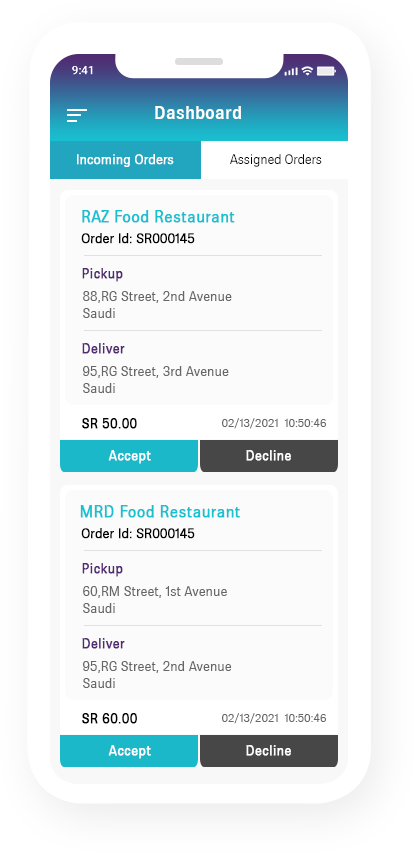 9:41
Dashboard
Incoming Orders
Assigned Orders
RAZ Food Restaurant
Order Id: SR000145
Pickup
88,RG Street, 2nd Avenue
Saudi
Deliver
95,RG Street, 3rd Avenue
Saudi
SR 50.00
02/13/2021 10:50:46
Accept
Decline
MRD Food Restaurant
Order Id: SR000145
Pickup
60,RM Street, 1st Avenue
Saudi
Deliver
95,RG Street, 2nd Avenue
Saudi
SR 60.00
02/13/2021 10:50:46
Accept
Decline